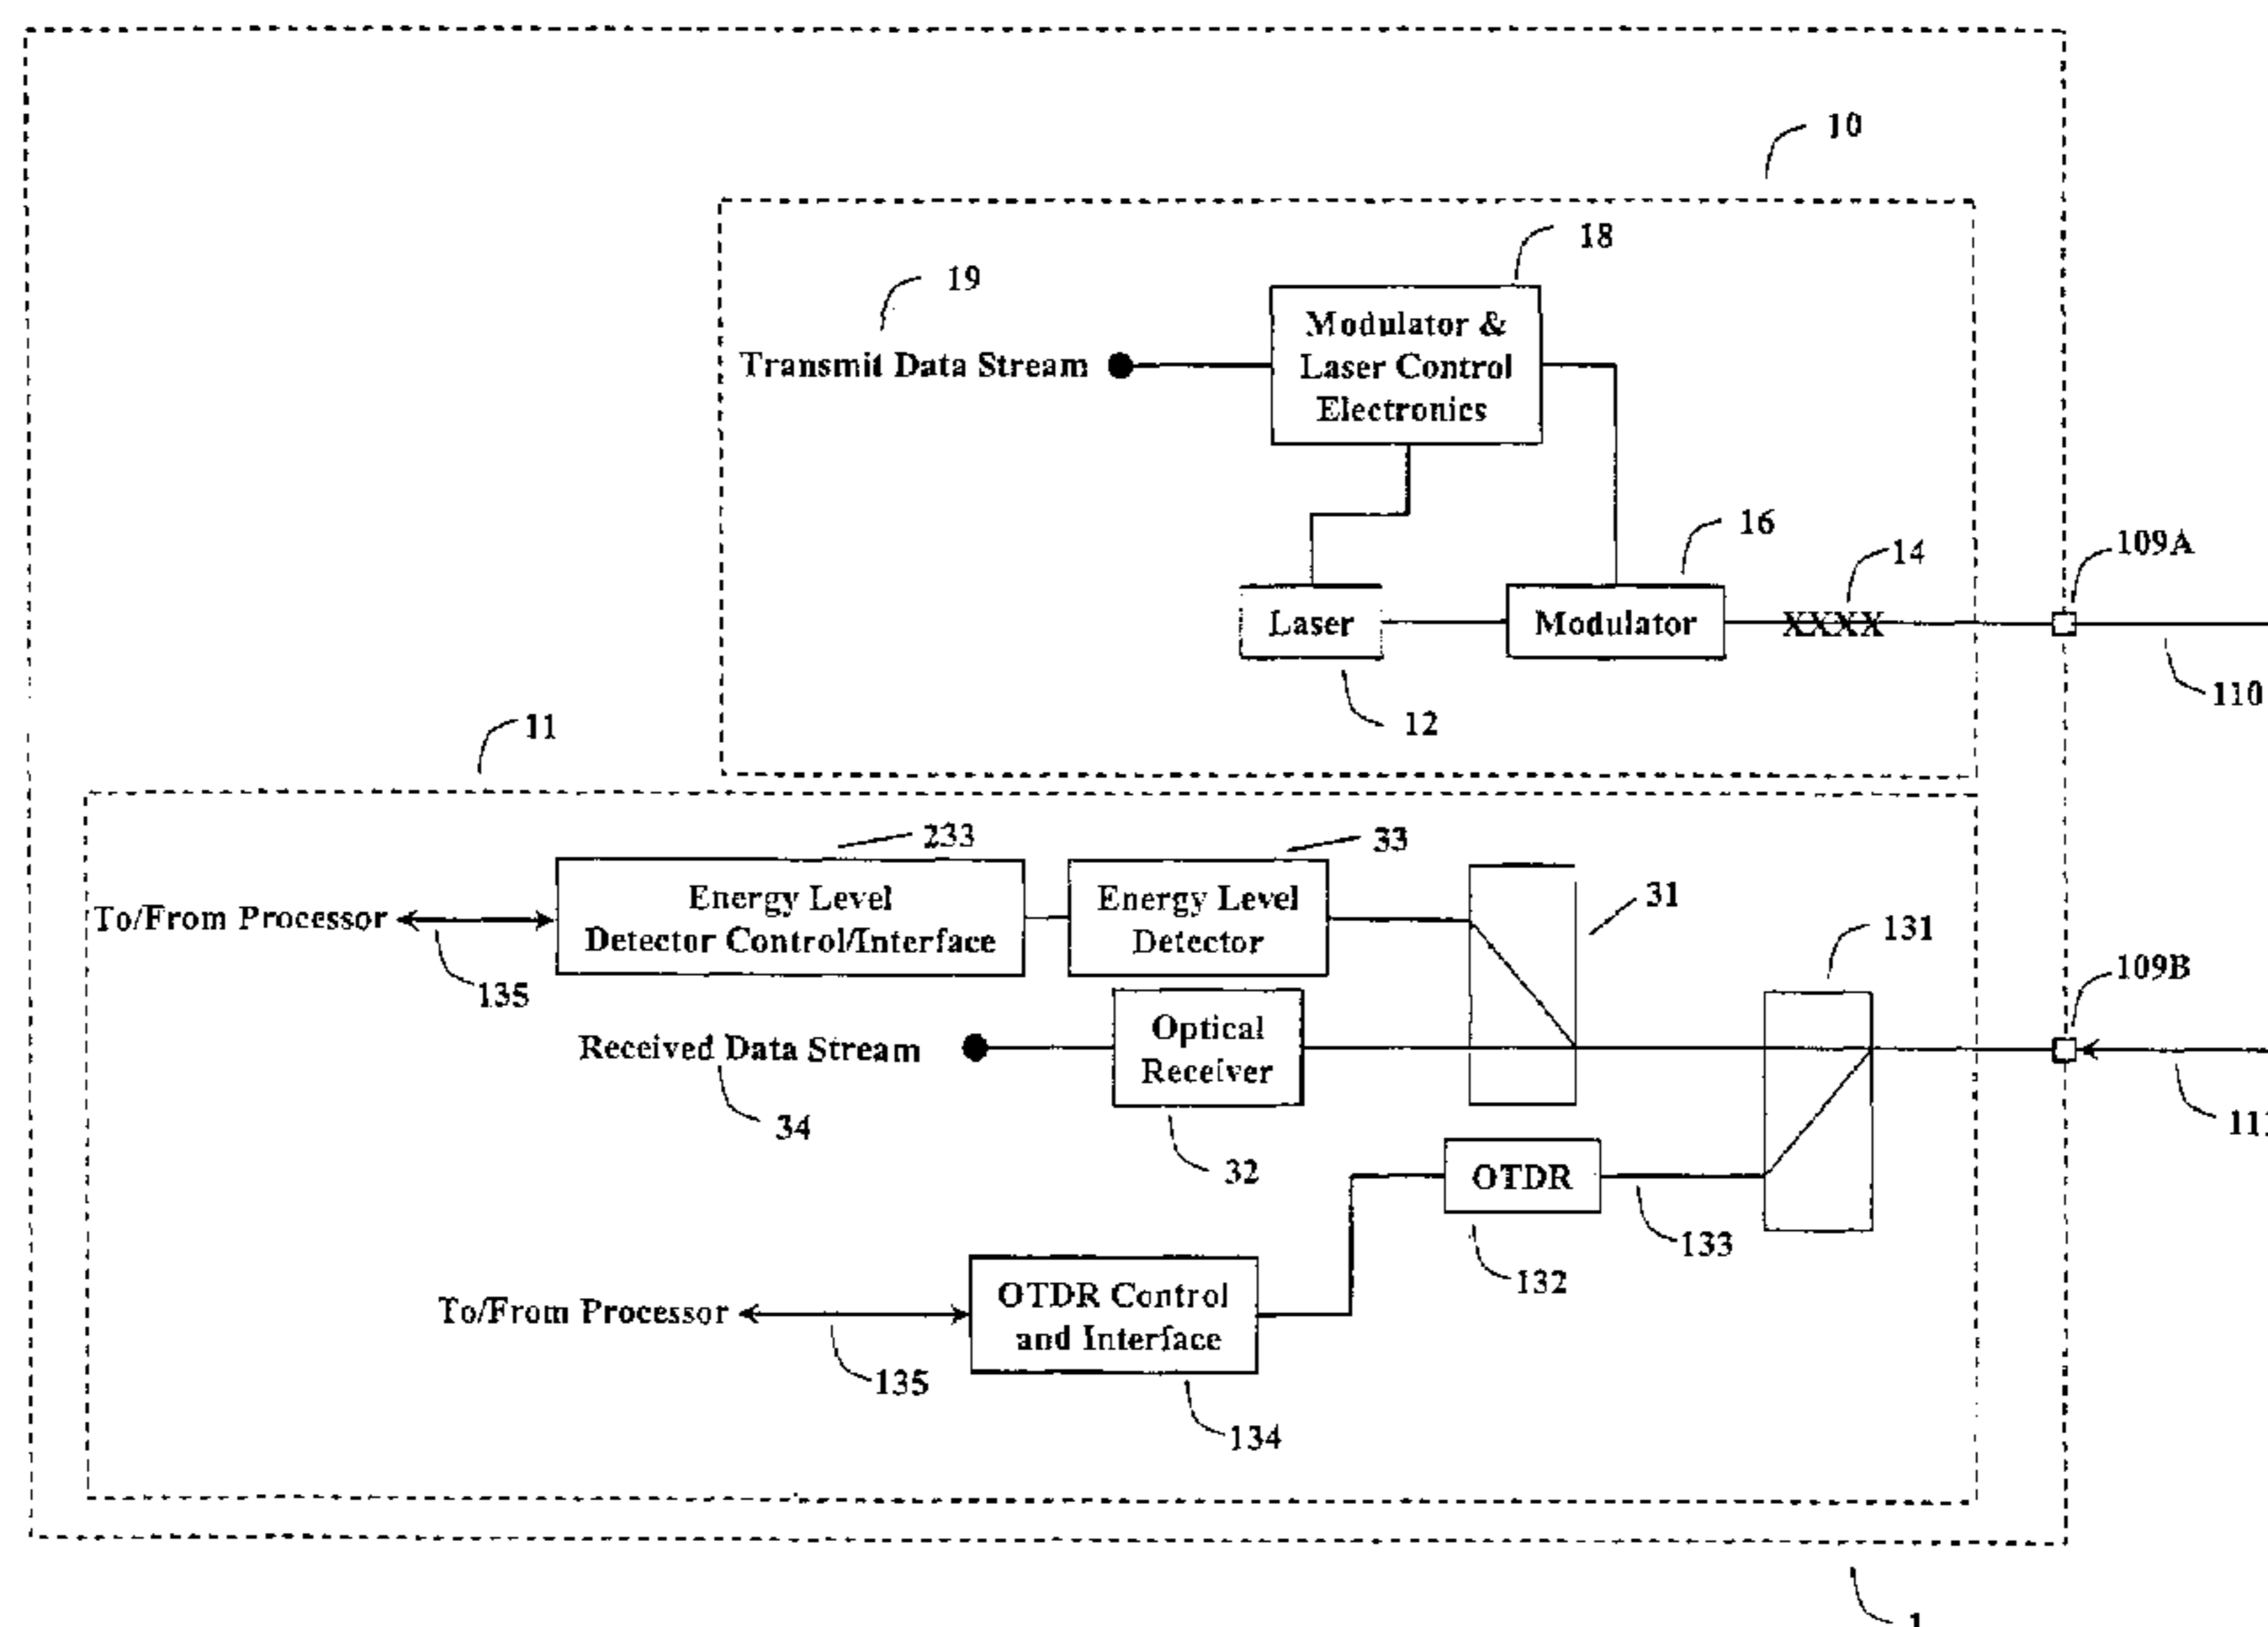 10
18
19
Modulator &
Transmit Data Stream
Laser Control
Electronics
16
14
109A
Laser
Modulator
XXXX
110
12
11
233
33
31
Energy Level
Detector Control/Interface
Energy Level
Detector
To/From Processor
131
135
109B
Optical
Receiver
Received Data Stream
34
32
OTDR
133
132
OTDR Control
and Interface
To/From Processor
135
134
1